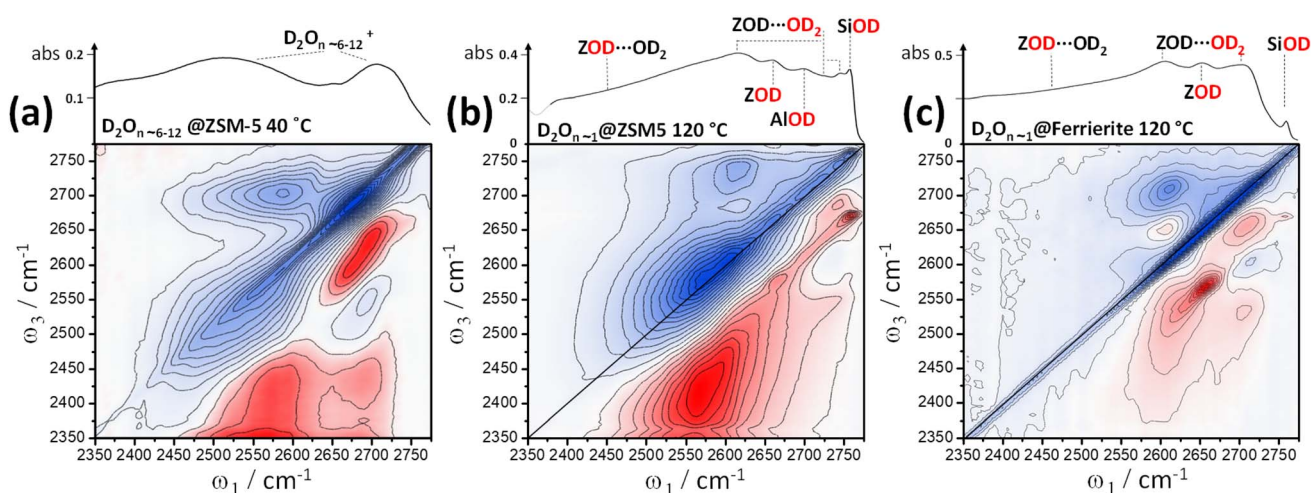 (a)
abs 0.2
0.1
D₂Oₙ ~6-12⁺
D₂Oₙ ~6-12 @ZSM-5 40 °C
ω₃ / cm⁻¹
2750
2700
2650
2600
2550
2500
2450
2400
2350
2350 2400 2450 2500 2550 2600 2650 2700 2750
ω₁ / cm⁻¹
(b)
abs 0.4
0.2
0
ZOD···OD₂
ZOD···OD₂
SiOD
ZOD
AlOD
D₂Oₙ~1@ZSM5 120 °C
ω₃ / cm⁻¹
2750
2700
2650
2600
2550
2500
2450
2400
2350
2350 2400 2450 2500 2550 2600 2650 2700 2750
ω₁ / cm⁻¹
(c)
abs 0.5
0
ZOD···OD₂
ZOD···OD₂
SiOD
ZOD
D₂Oₙ~1@Ferrierite 120 °C
ω₃ / cm⁻¹
2750
2700
2650
2600
2550
2500
2450
2400
2350
2350 2400 2450 2500 2550 2600 2650 2700 2750
ω₁ / cm⁻¹